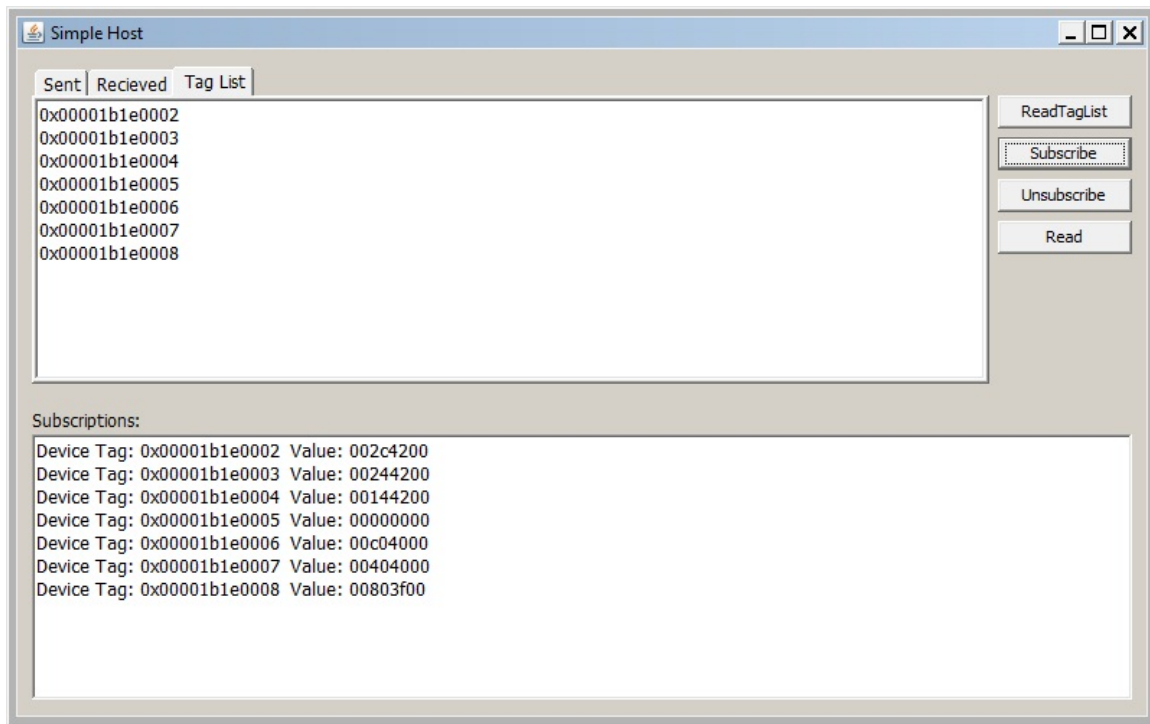 Simple Host
Sent Recieved Tag List
0x00001b1e0002
0x00001b1e0003
0x00001b1e0004
0x00001b1e0005
0x00001b1e0006
0x00001b1e0007
0x00001b1e0008
ReadTagList
Subscribe
Unsubscribe
Read
Subscriptions:
Device Tag: 0x00001b1e0002 Value: 002c4200
Device Tag: 0x00001b1e0003 Value: 00244200
Device Tag: 0x00001b1e0004 Value: 00144200
Device Tag: 0x00001b1e0005 Value: 00000000
Device Tag: 0x00001b1e0006 Value: 00c04000
Device Tag: 0x00001b1e0007 Value: 00404000
Device Tag: 0x00001b1e0008 Value: 00803f00